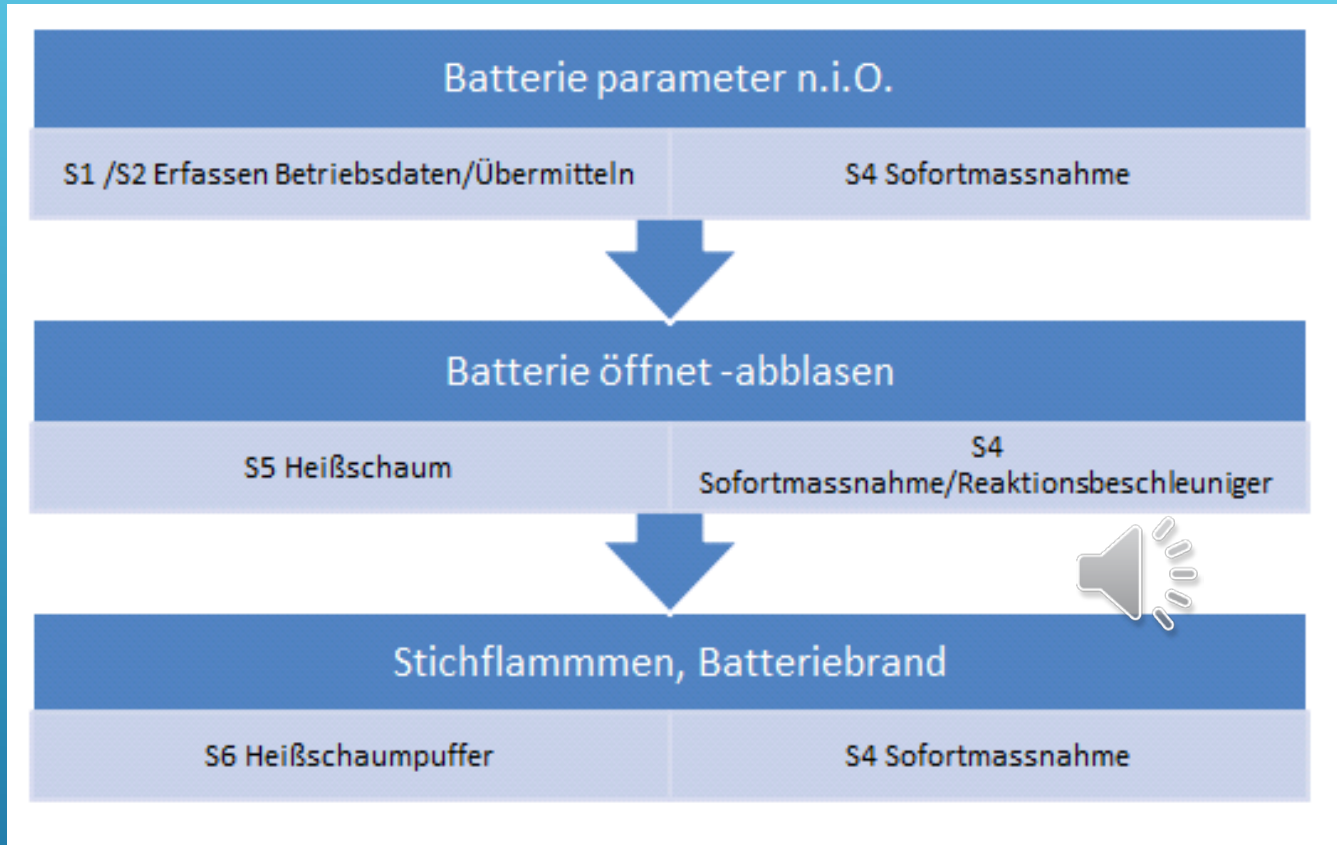 Batterie parameter n.i.O.
S1 /S2 Erfassen Betriebsdaten/Übermitteln
S4 Sofortmassnahme
Batterie öffnet -abblasen
S5 Heißschaum
S4
Sofortmassnahme/Reaktionsbeschleuniger
Stichflammmen, Batteriebrand
S6 Heißschaumpuffer
S4 Sofortmassnahme